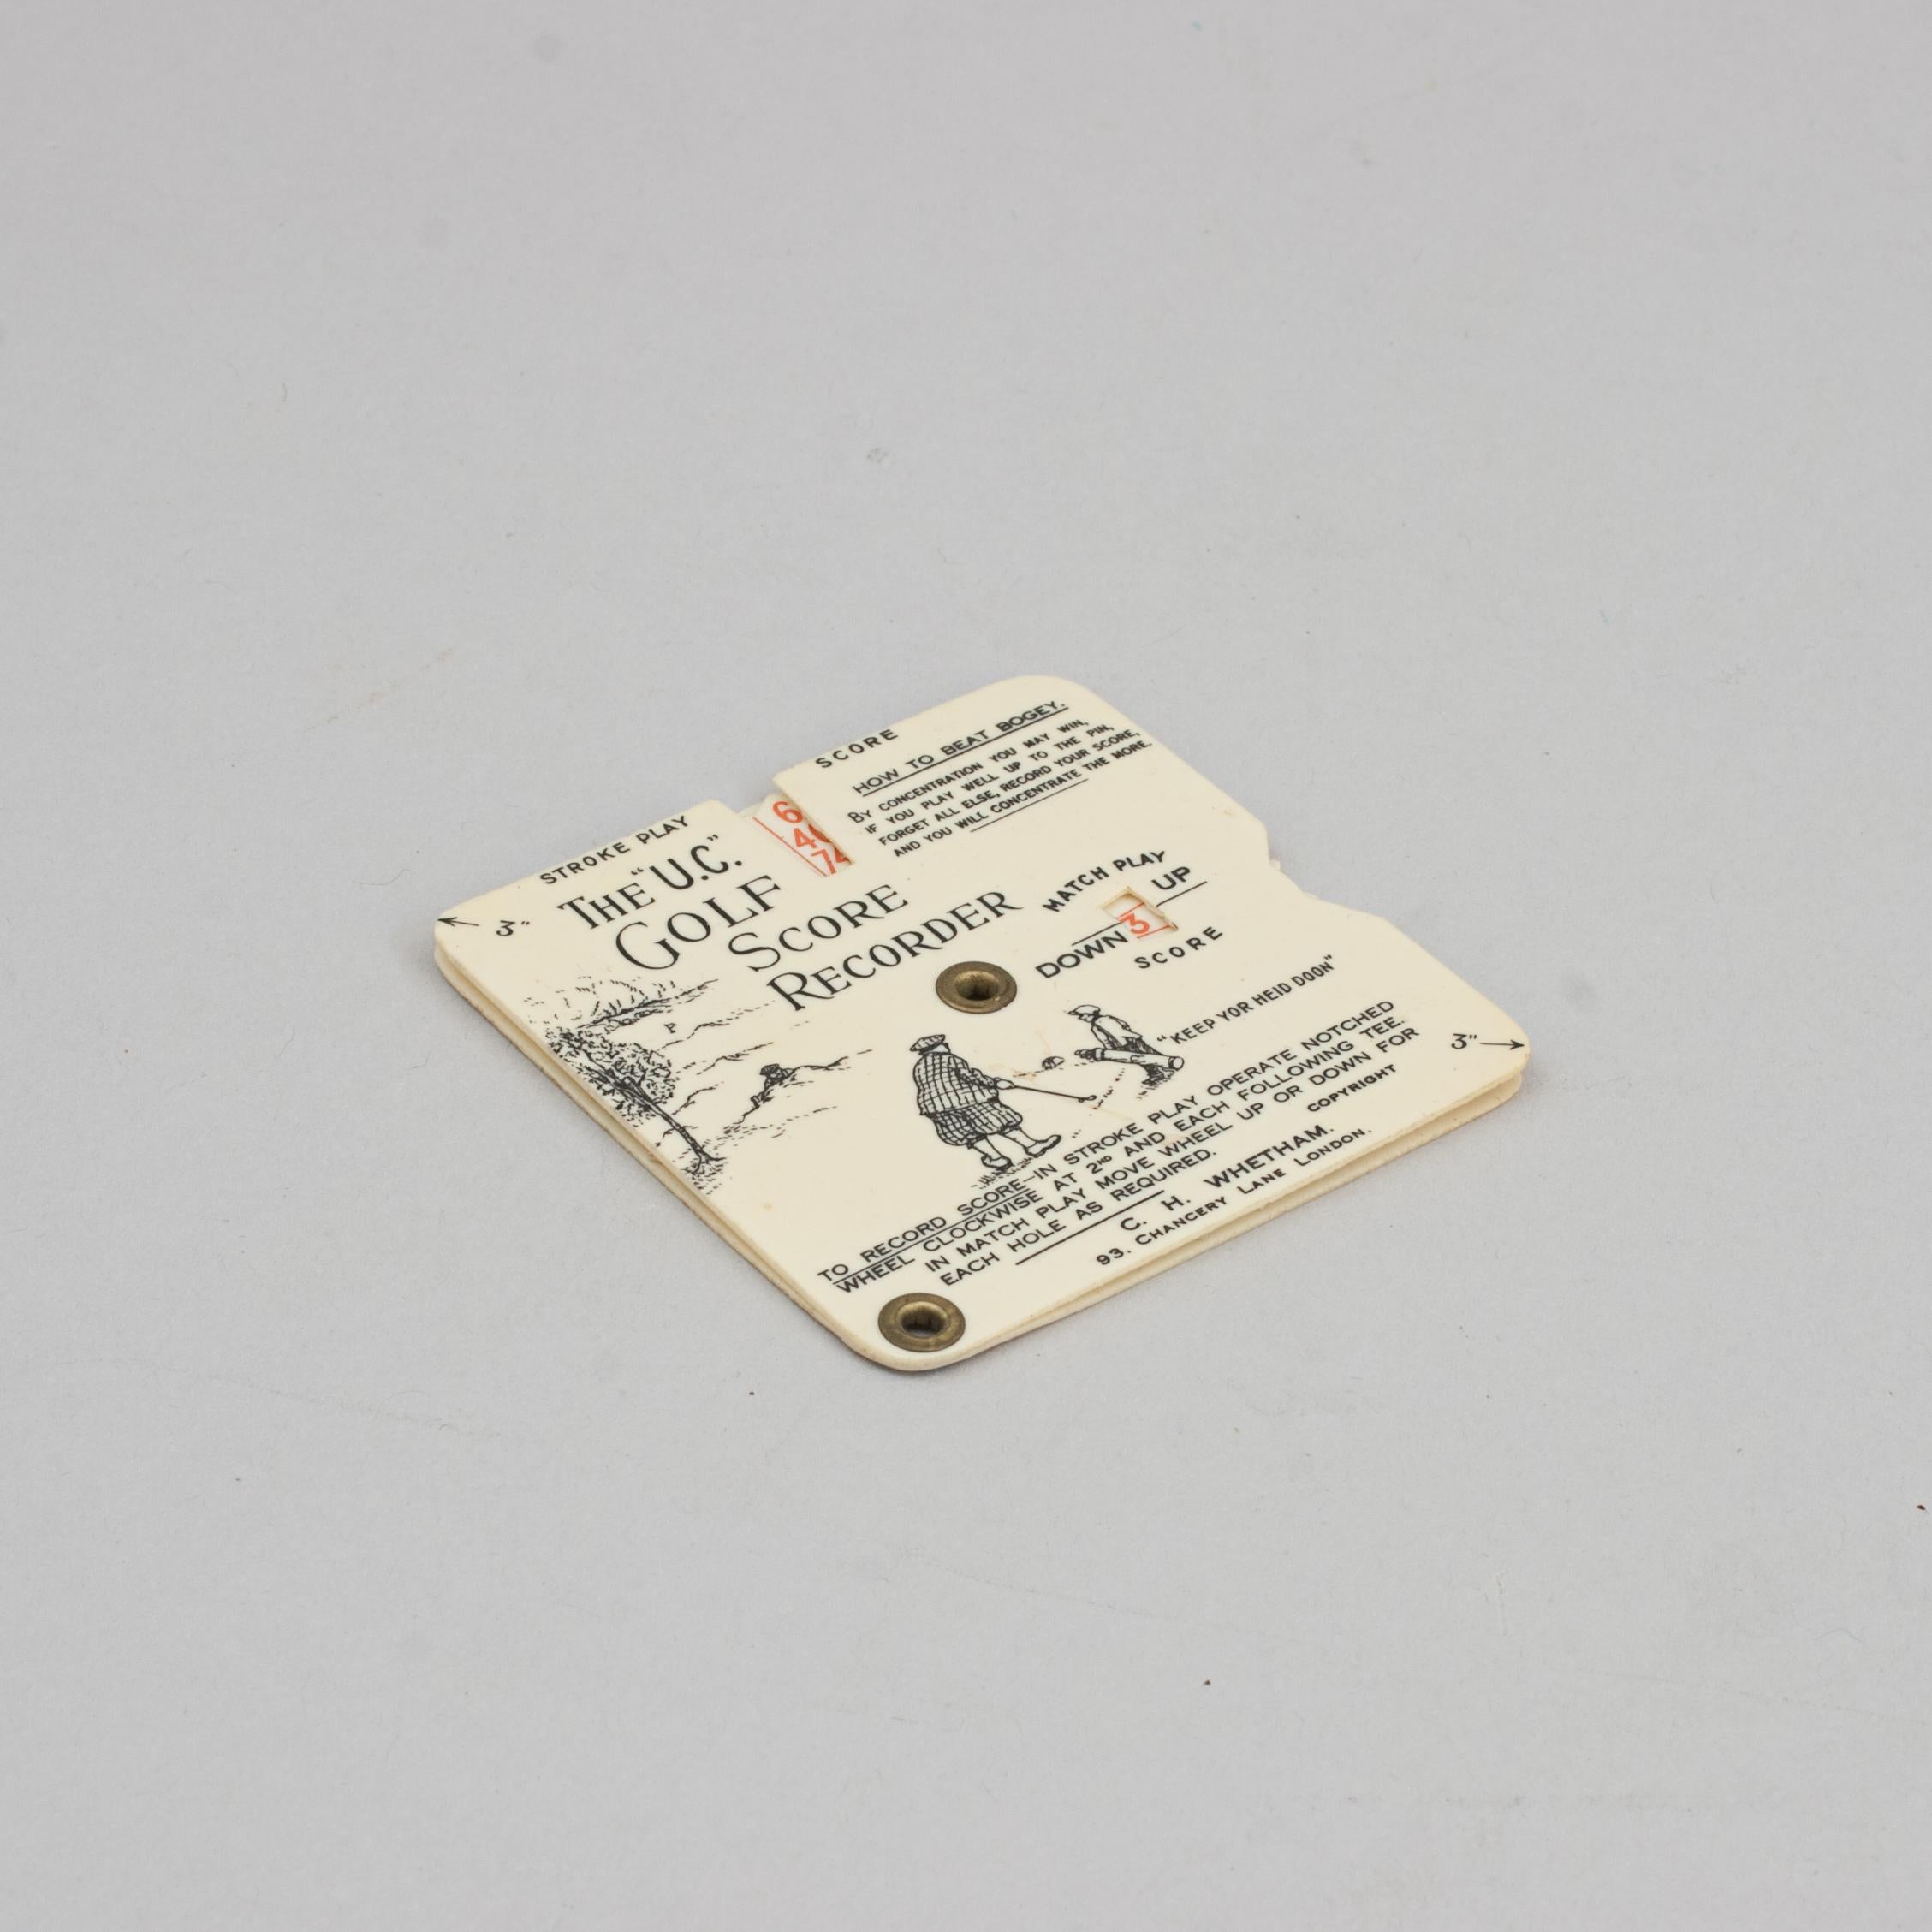 STROKE PLAY
SCORE
3"
THE "U.C."
GOLF
SCORE
RECORDER
6
74
HOW TO BEAT BOGEY.
BY CONCENTRATION YOU MAY WIN,
IF YOU PLAY WELL UP TO THE PIN,
FORGET ALL ELSE, RECORD YOUR SCORE,
AND YOU WILL CONCENTRATE THE MORE.
MATCH PLAY
UP
DOWN 3
SCORE
"KEEP YOR HEID DOON"
3"
TO RECORD SCORE-IN STROKE PLAY OPERATE NOTCHED
WHEEL CLOCKWISE AT 2ND AND EACH FOLLOWING TEE.
IN MATCH PLAY MOVE WHEEL UP OR DOWN FOR
EACH HOLE AS REQUIRED.
COPYRIGHT
C. H. WHETHAM.
93. CHANCERY LANE LONDON.